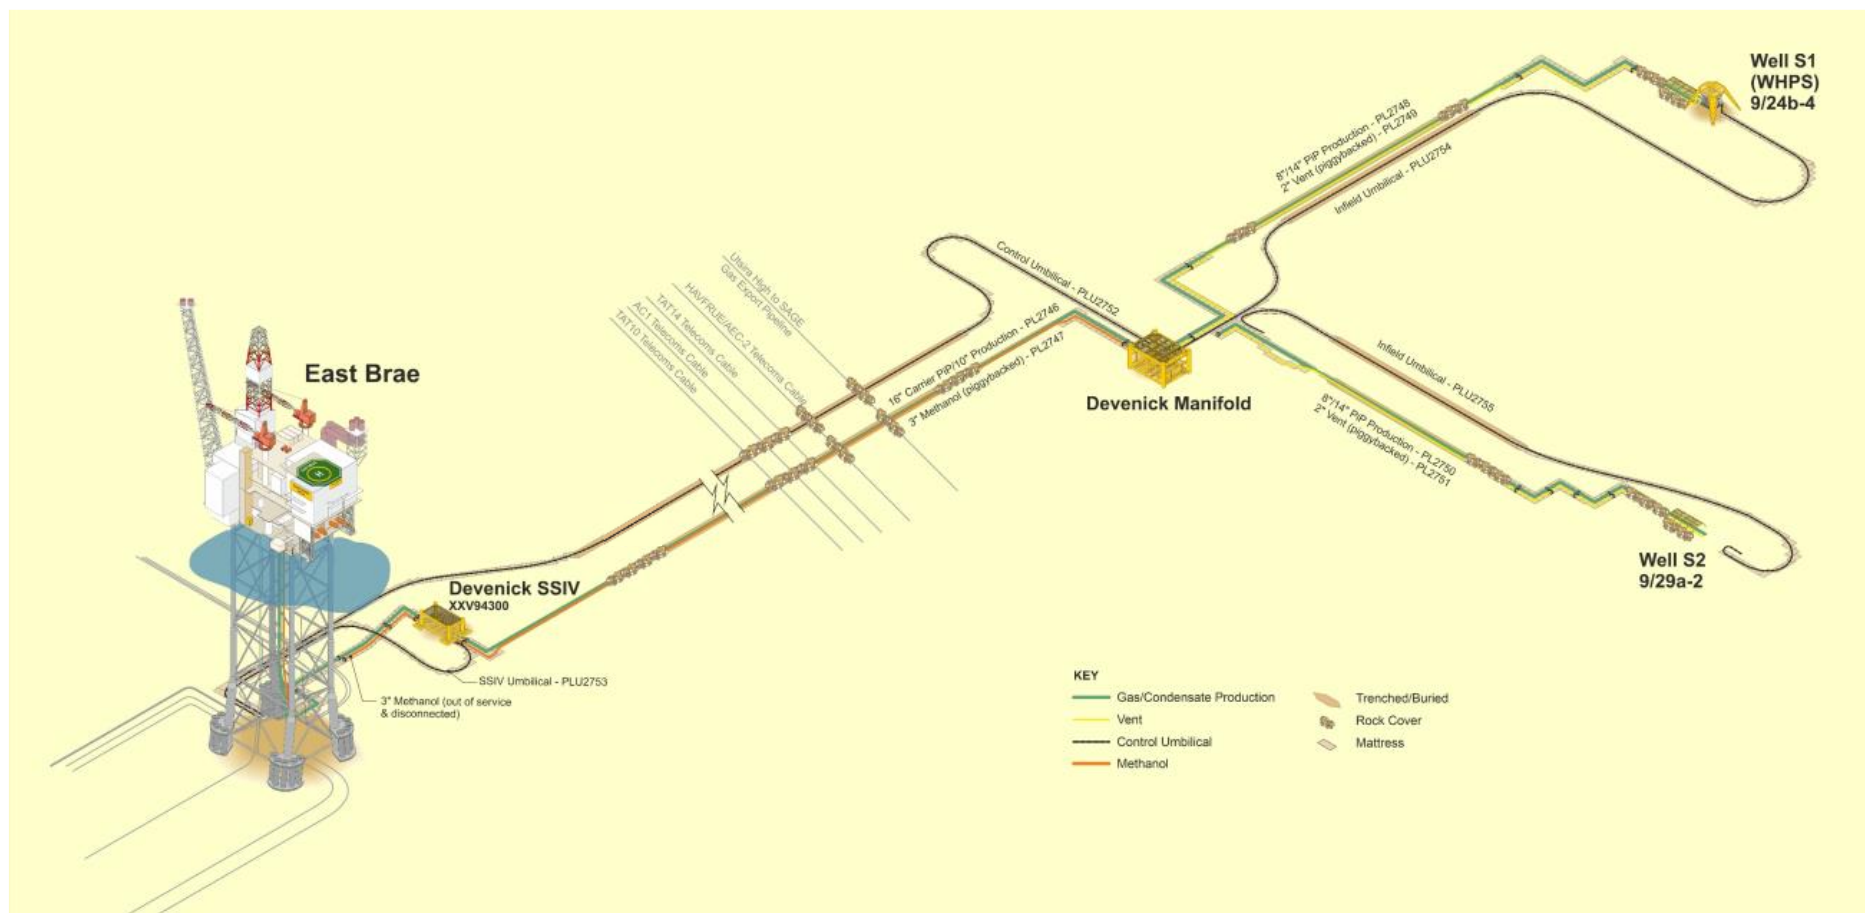 Well S1
(WHPS)
9/24b-4
8"/14" PiP Production - PL2748
2" Vent (piggybacked) - PL2749
Infield Umbilical - PLU2754
Control Umbilical - PLU2752
Utsira High to SAGE
Gas Export Pipeline
HAVFRUE/AEC-2 Telecoms Cable
TAT14 Telecoms Cable
AC1 Telecoms Cable
TAT10 Telecoms Cable
16" Carrier PiP/10" Production - PL2746
3" Methanol (piggybacked) - PL2747
East Brae
Devenick Manifold
Infield Umbilical - PLU2755
8"/14" PiP Production - PL2750
2" Vent (piggybacked) - PL2751
Well S2
9/29a-2
Devenick SSIV
XXV94300
SSIV Umbilical - PLU2753
3" Methanol (out of service
& disconnected)
KEY
Gas/Condensate Production
Vent
Control Umbilical
Methanol
Trenched/Buried
Rock Cover
Mattress